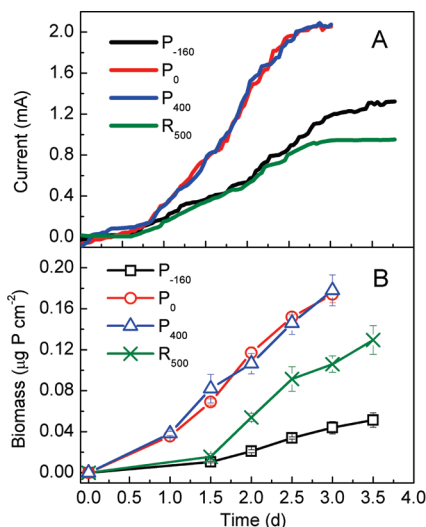 2.0
1.6
1.2
0.8
0.4
0.0
Current (mA)
A
P-160
P0
P400
R500
0.20
0.16
0.12
0.08
0.04
0.00
Biomass (µg P cm-2)
B
P-160
P0
P400
R500
0.0 0.5 1.0 1.5 2.0 2.5 3.0 3.5 4.0
Time (d)